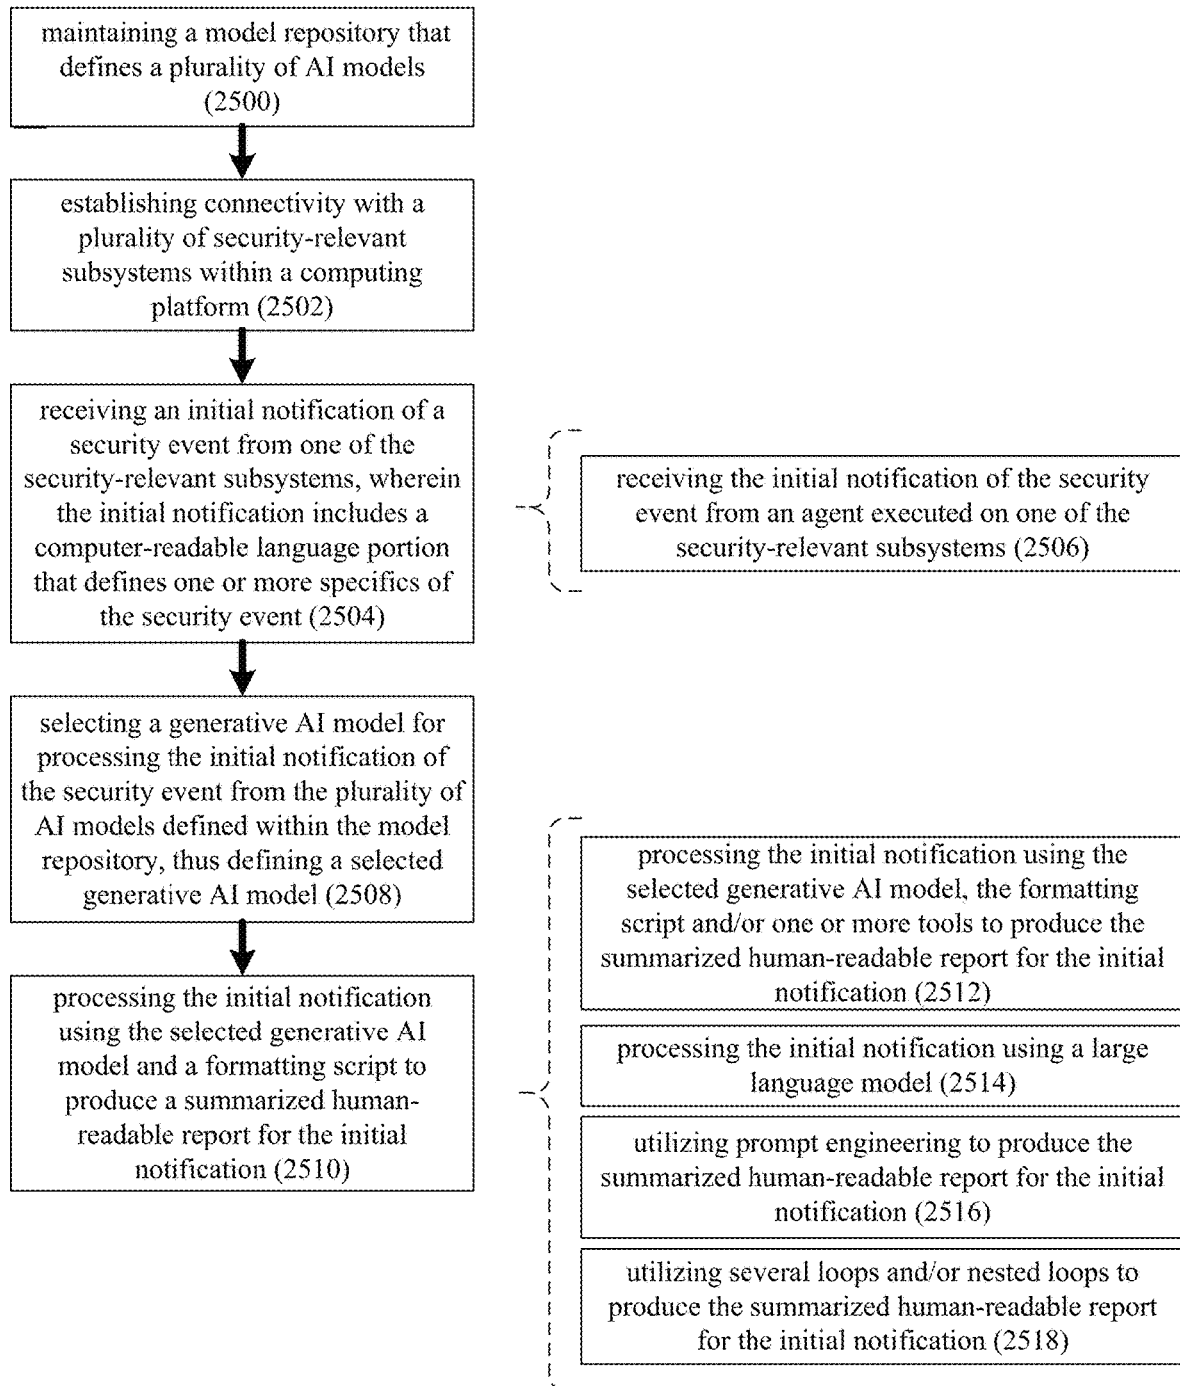 maintaining a model repository that
defines a plurality of AI models
(2500)
establishing connectivity with a
plurality of security-relevant
subsystems within a computing
platform (2502)
receiving an initial notification of a
security event from one of the
security-relevant subsystems, wherein
the initial notification includes a
computer-readable language portion
that defines one or more specifics of
the security event (2504)
receiving the initial notification of the security
event from an agent executed on one of the
security-relevant subsystems (2506)
selecting a generative AI model for
processing the initial notification of
the security event from the plurality of
AI models defined within the model
repository, thus defining a selected
generative AI model (2508)
processing the initial notification
using the selected generative AI
model and a formatting script to
produce a summarized human-
readable report for the initial
notification (2510)
processing the initial notification using the
selected generative AI model, the formatting
script and/or one or more tools to produce the
summarized human-readable report for the initial
notification (2512)
processing the initial notification using a large
language model (2514)
utilizing prompt engineering to produce the
summarized human-readable report for the initial
notification (2516)
utilizing several loops and/or nested loops to
produce the summarized human-readable report
for the initial notification (2518)